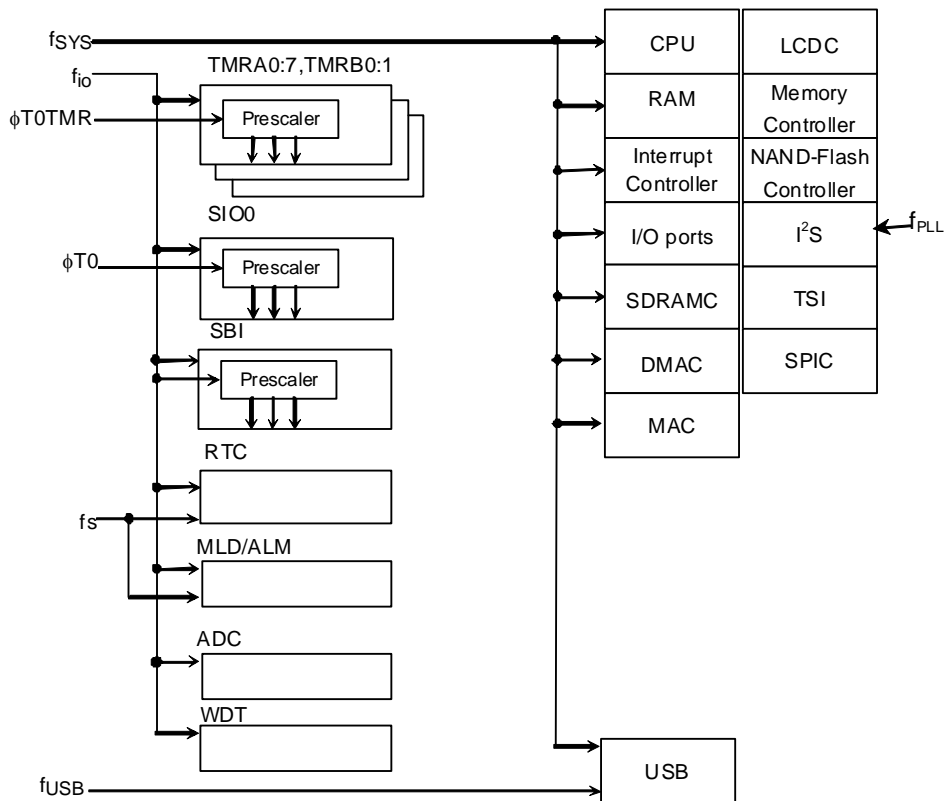 fSYS
fio
ϕT0TMR
TMRA0:7,TMRB0:1
Prescaler
SIO0
ϕT0
Prescaler
SBI
Prescaler
RTC
fs
MLD/ALM
ADC
WDT
fUSB
CPU
LCDC
RAM
Memory
Controller
Interrupt
Controller
NAND-Flash
Controller
I/O ports
I²S
fPLL
SDRAMC
TSI
DMAC
SPIC
MAC
USB